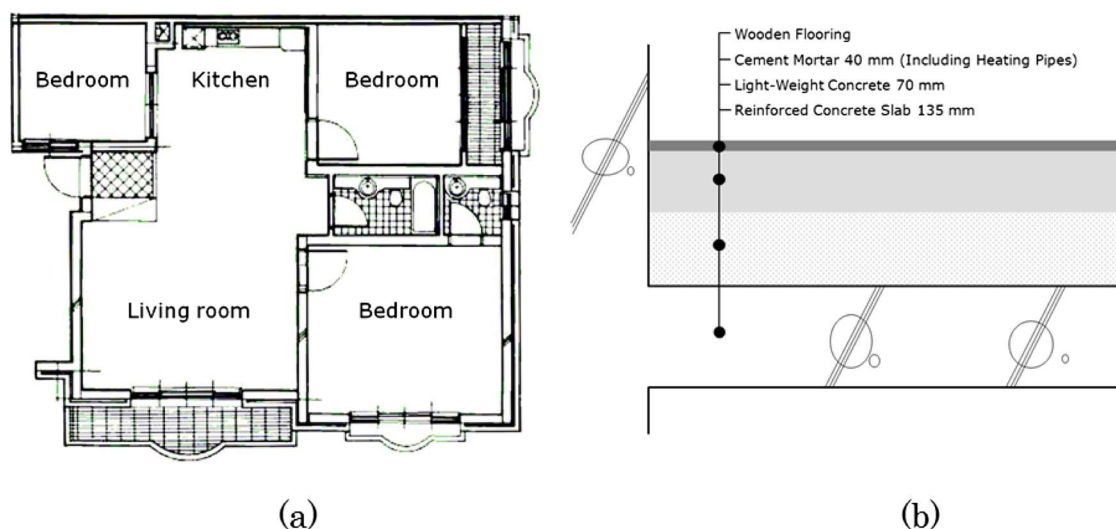 Bedroom
Kitchen
Bedroom
Living room
Bedroom
(a)
Wooden Flooring
Cement Mortar 40 mm (Including Heating Pipes)
Light-Weight Concrete 70 mm
Reinforced Concrete Slab 135 mm
(b)